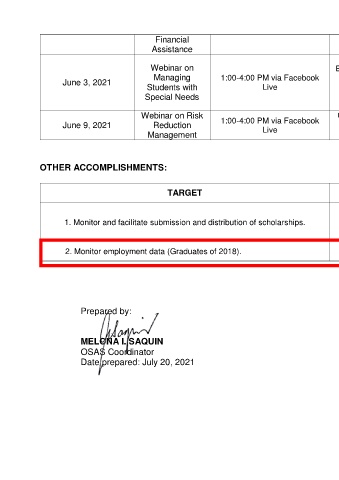 Financial
Assistance
June 3, 2021
Webinar on
Managing
Students with
Special Needs
1:00-4:00 PM via Facebook
Live
June 9, 2021
Webinar on Risk
Reduction
Management
1:00-4:00 PM via Facebook
Live
OTHER ACCOMPLISHMENTS:
TARGET
1. Monitor and facilitate submission and distribution of scholarships.
2. Monitor employment data (Graduates of 2018).
Prepared by:
MELONA I. SAQUIN
OSAS Coordinator
Date prepared: July 20, 2021